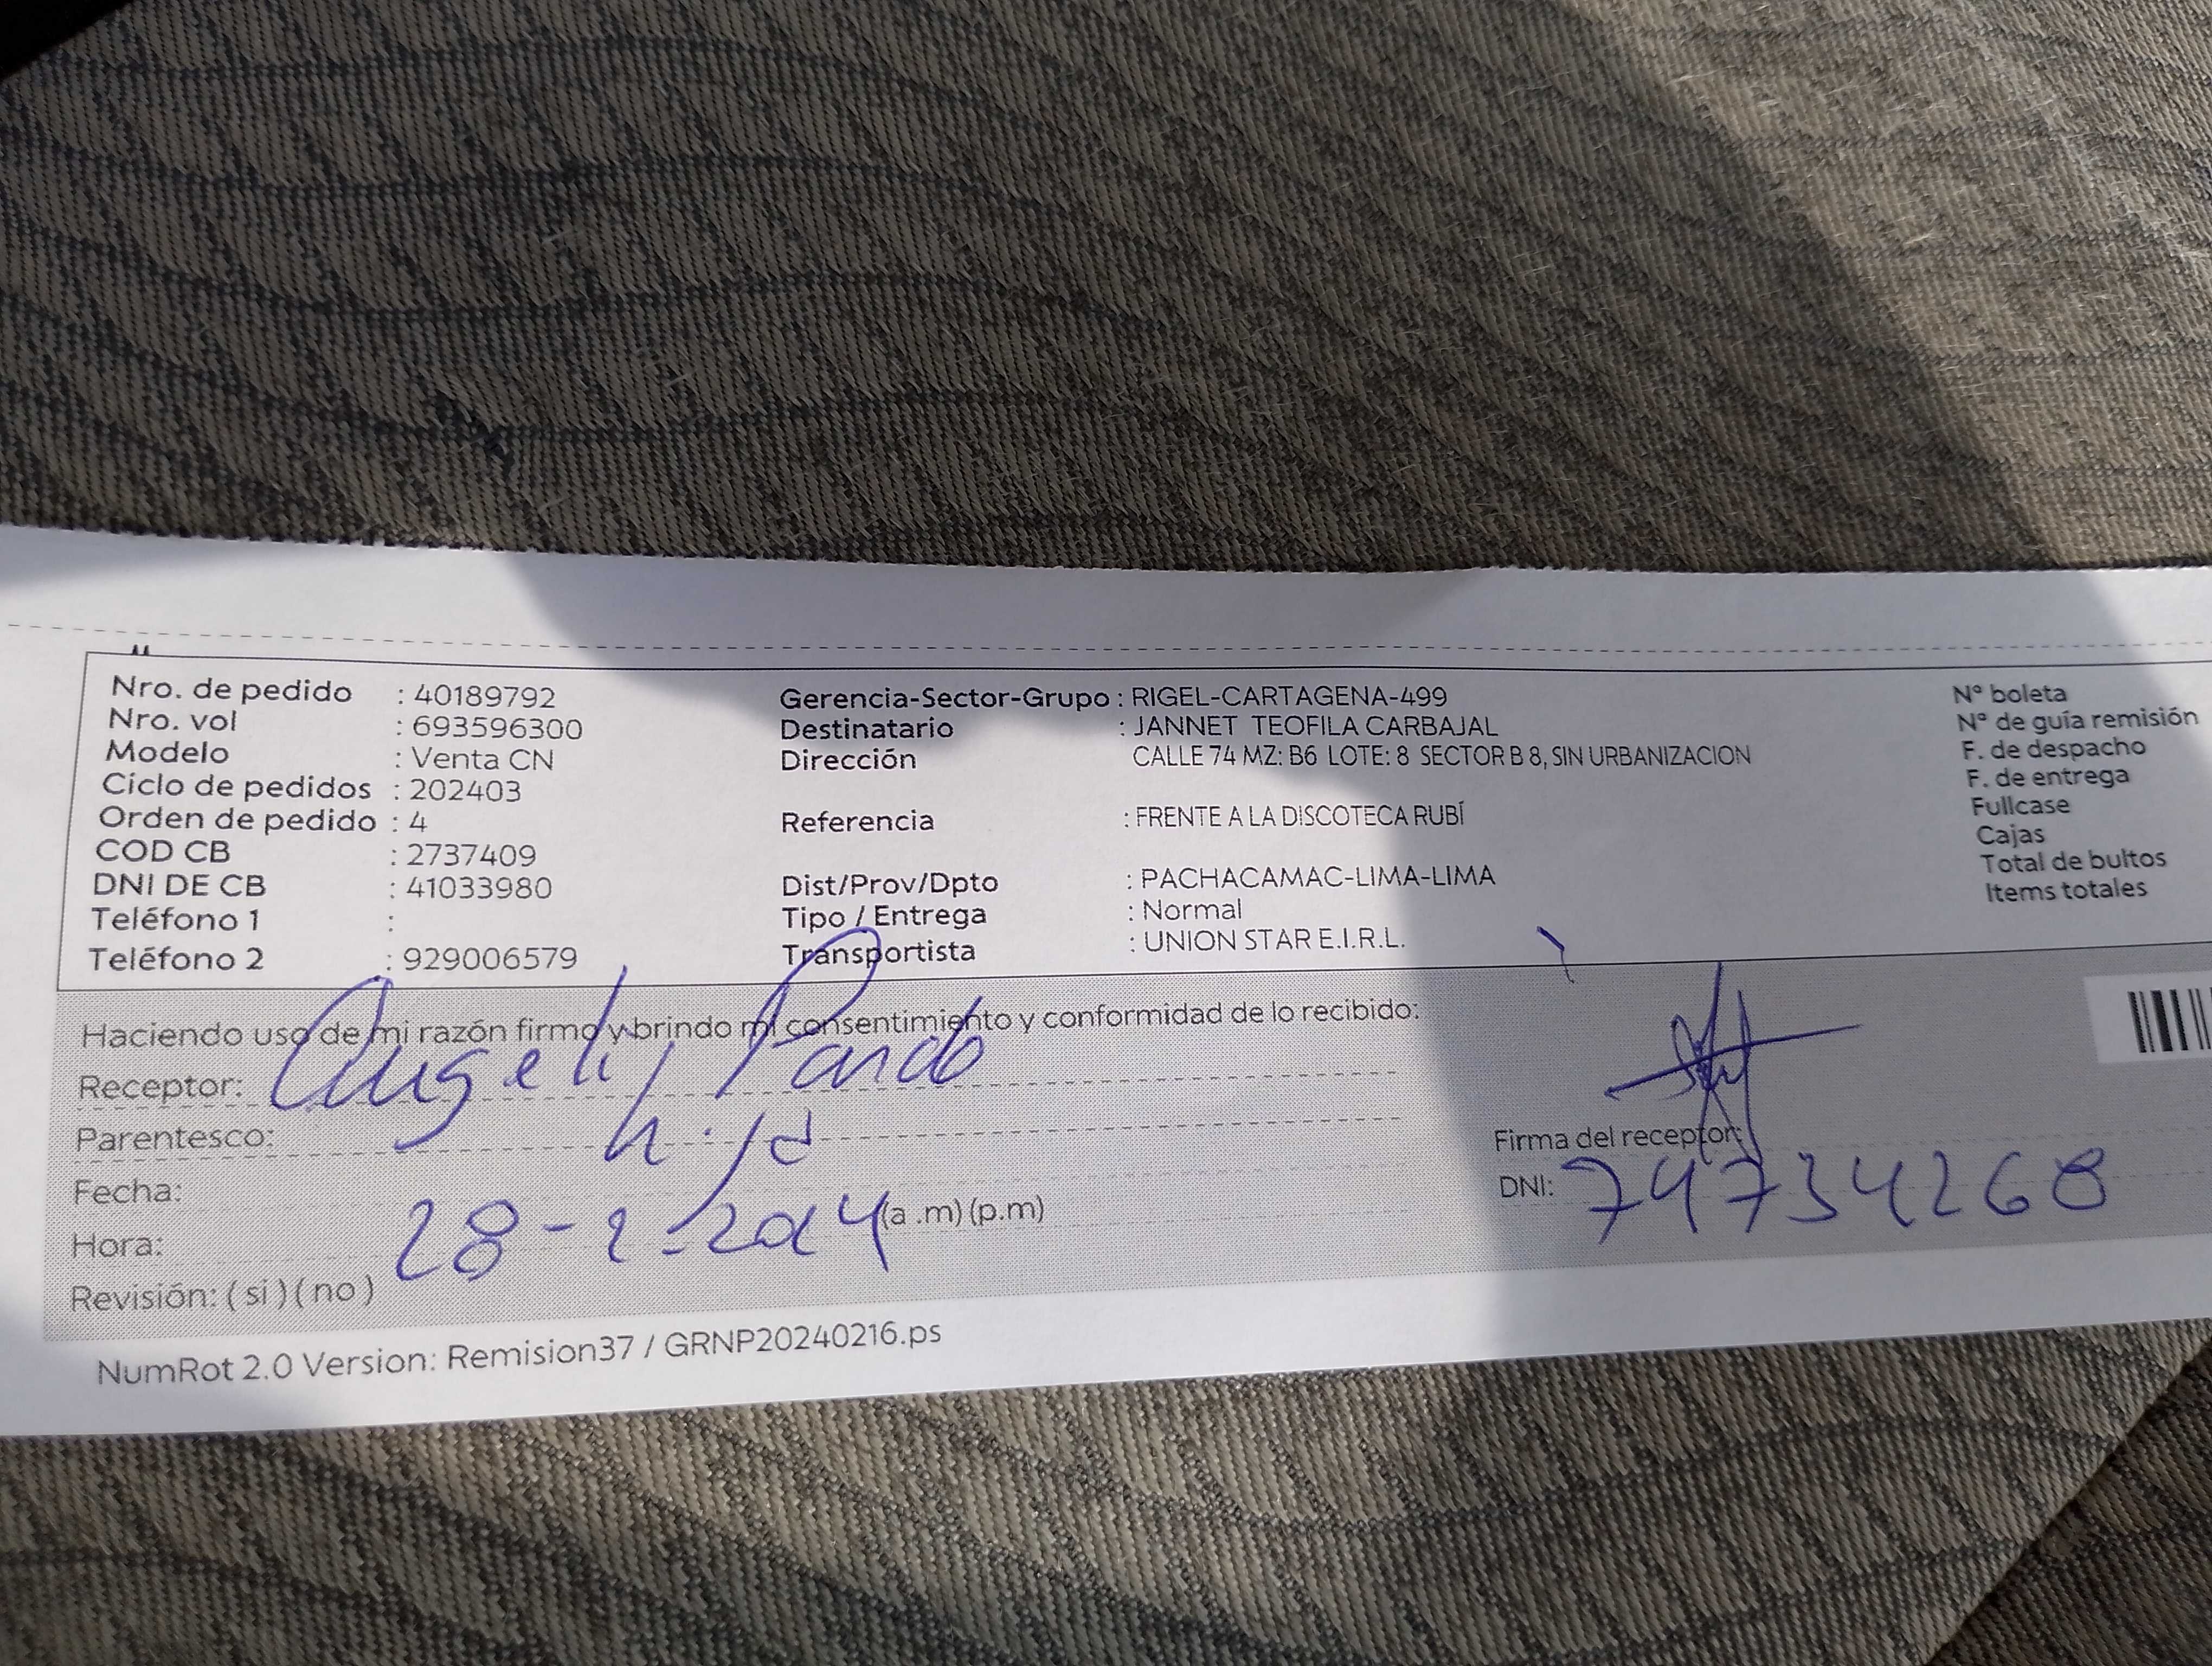 Nro. de pedido : 40189792
Nro. vol : 693596300
Modelo : Venta CN
Ciclo de pedidos : 202403
Orden de pedido : 4
COD CB : 2737409
DNI DE CB : 41033980
Teléfono 1 :
Teléfono 2 : 929006579
Gerencia-Sector-Grupo : RIGEL-CARTAGENA-499
Destinatario : JANNET TEOFILA CARBAJAL
Dirección CALLE 74 MZ: B6 LOTE: 8 SECTOR B 8, SIN URBANIZACION
Referencia : FRENTE A LA DISCOTECA RUBÍ
Dist/Prov/Dpto : PACHACAMAC-LIMA-LIMA
Tipo / Entrega : Normal
Transportista : UNION STAR E.I.R.L.
N° boleta
N° de guía remisión
F. de despacho
F. de entrega
Fullcase
Cajas
Total de bultos
Items totales
Haciendo uso de mi razón firmo y brindo mi consentimiento y conformidad de lo recibido:
Receptor: Angely Pando
Parentesco: hija
Fecha:
28-2-2024 (a .m) (p.m)
Hora:
Revisión: ( si ) ( no )
Firma del receptor:
DNI: 74734268
NumRot 2.0 Version: Remision37 / GRNP20240216.ps